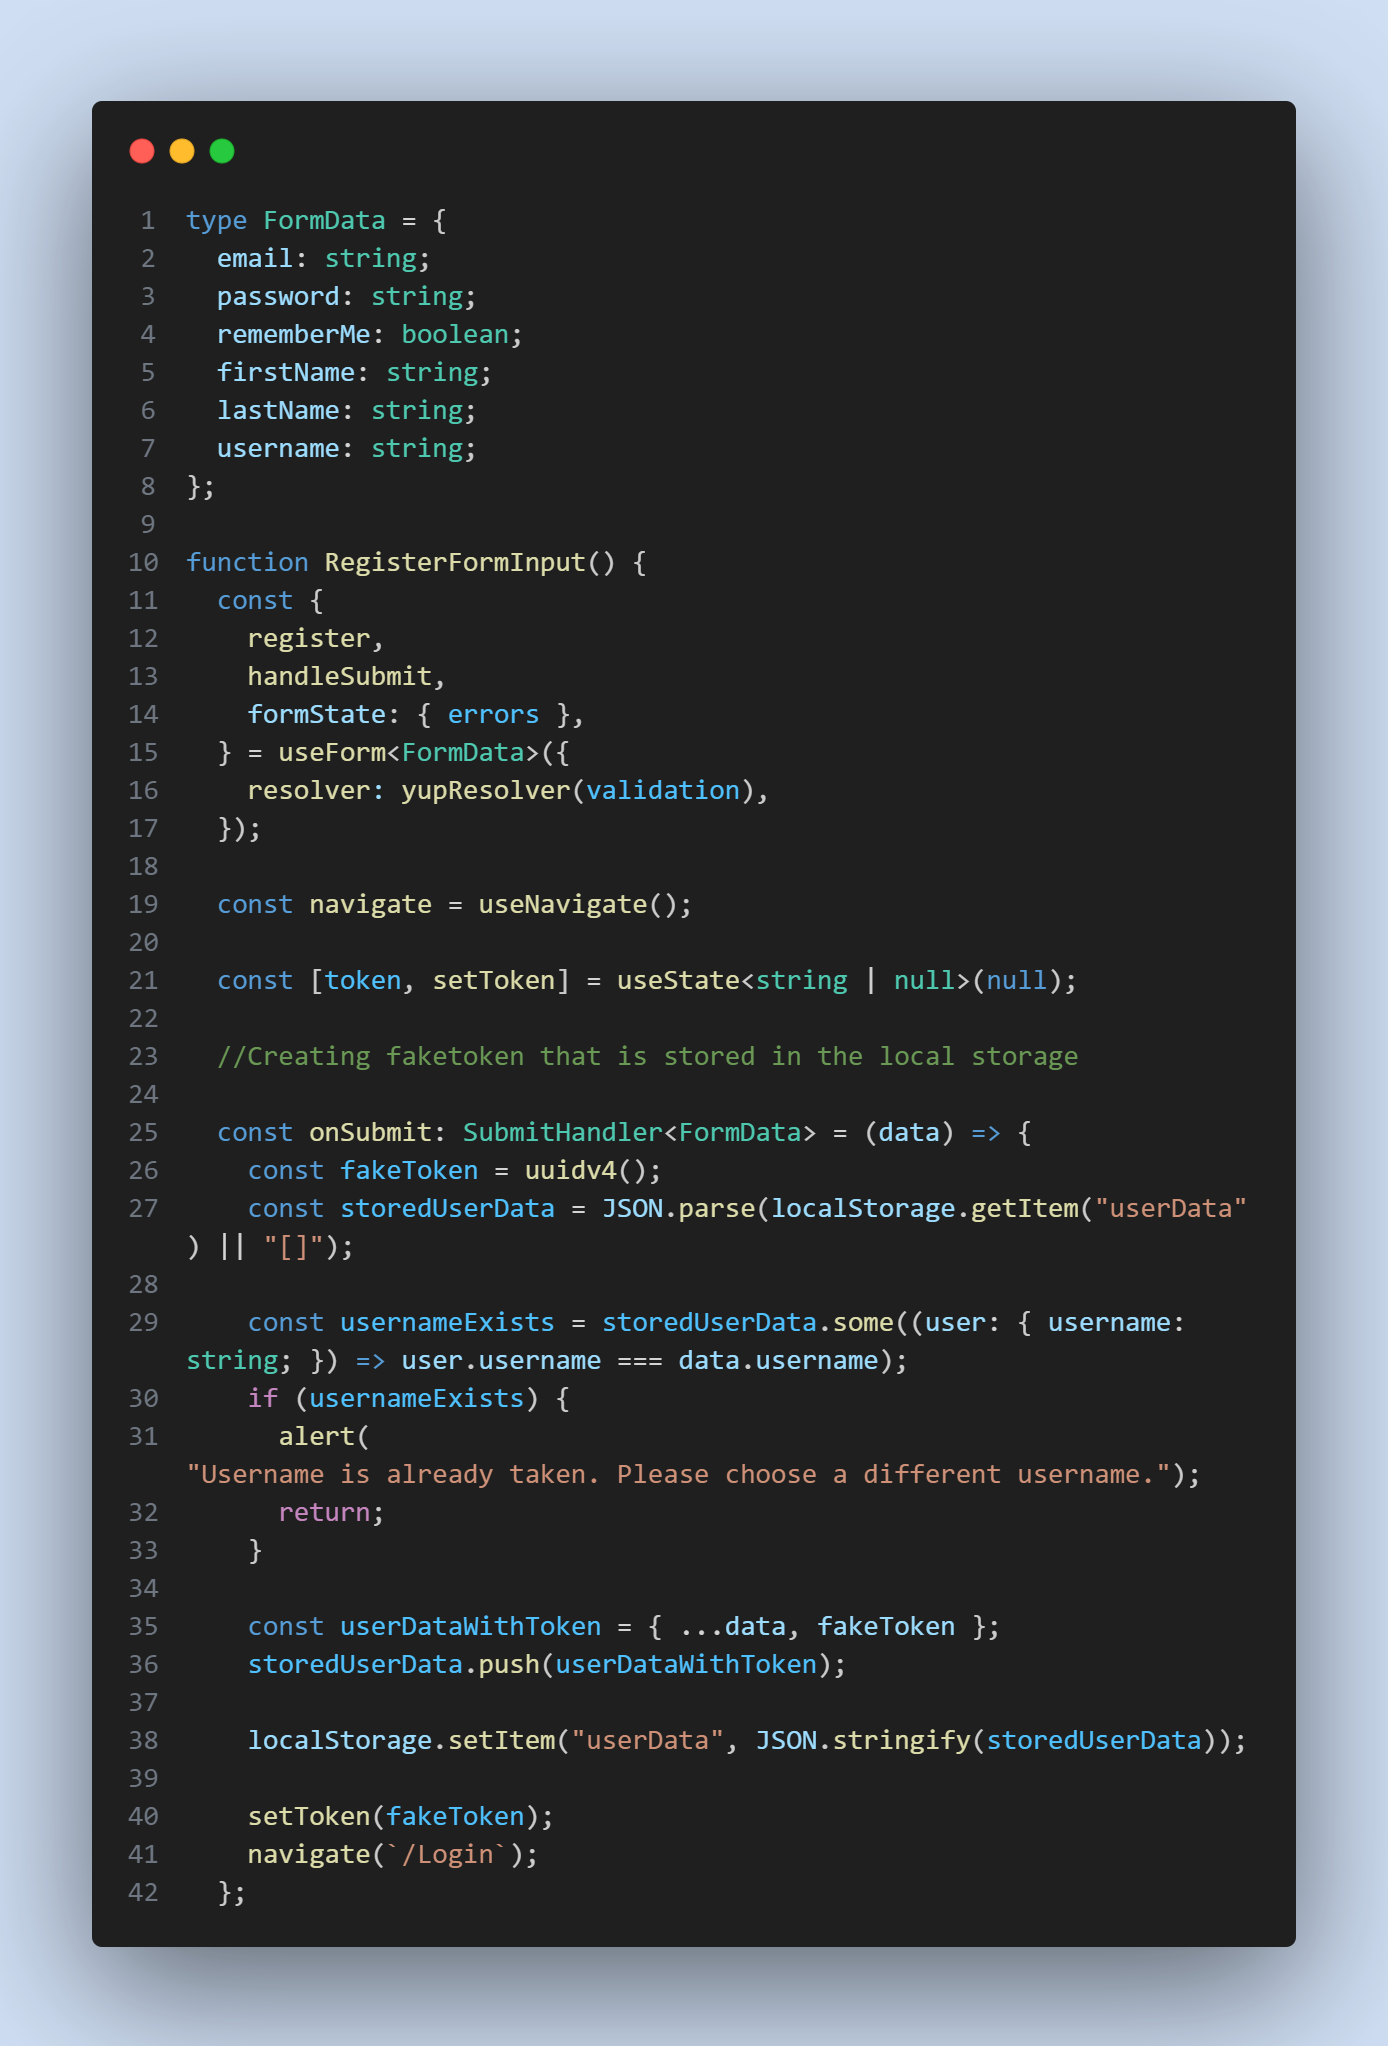 1 type FormData = {
2   email: string;
3   password: string;
4   rememberMe: boolean;
5   firstName: string;
6   lastName: string;
7   username: string;
8 };
9
10 function RegisterFormInput() {
11   const {
12     register,
13     handleSubmit,
14     formState: { errors },
15   } = useForm<FormData>({
16     resolver: yupResolver(validation),
17   });
18
19   const navigate = useNavigate();
20
21   const [token, setToken] = useState<string | null>(null);
22
23   //Creating faketoken that is stored in the local storage
24
25   const onSubmit: SubmitHandler<FormData> = (data) => {
26     const fakeToken = uuidv4();
27     const storedUserData = JSON.parse(localStorage.getItem("userData"
) || "[]");
28
29     const usernameExists = storedUserData.some((user: { username:
string; }) => user.username === data.username);
30     if (usernameExists) {
31       alert(
"Username is already taken. Please choose a different username.");
32       return;
33     }
34
35     const userDataWithToken = { ...data, fakeToken };
36     storedUserData.push(userDataWithToken);
37
38     localStorage.setItem("userData", JSON.stringify(storedUserData));
39
40     setToken(fakeToken);
41     navigate(`/Login`);
42   };